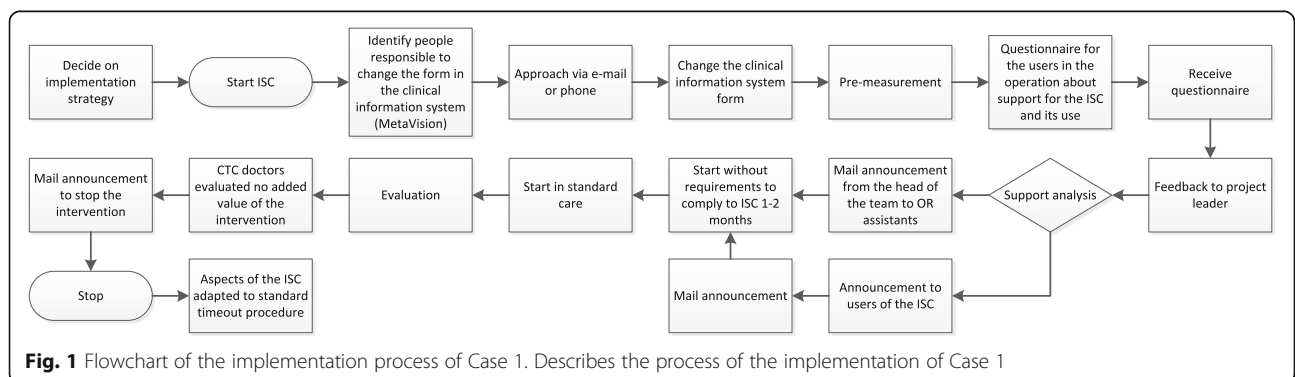 Decide on
implementation
strategy
Start ISC
Identify people
responsible to
change the form in
the clinical
information system
(MetaVision)
Approach via e-mail
or phone
Change the clinical
information system
form
Pre-measurement
Questionnaire for
the users in the
operation about
support for the ISC
and its use
Receive
questionnaire
Feedback to project
leader
Support analysis
Mail announcement
from the head of
the team to OR
assistants
Announcement to
users of the ISC
Mail announcement
Start without
requirements to
comply to ISC 1-2
months
Start in standard
care
Evaluation
CTC doctors
evaluated no added
value of the
intervention
Mail announcement
to stop the
intervention
Stop
Aspects of the ISC
adapted to standard
timeout procedure
Fig. 1 Flowchart of the implementation process of Case 1. Describes the process of the implementation of Case 1